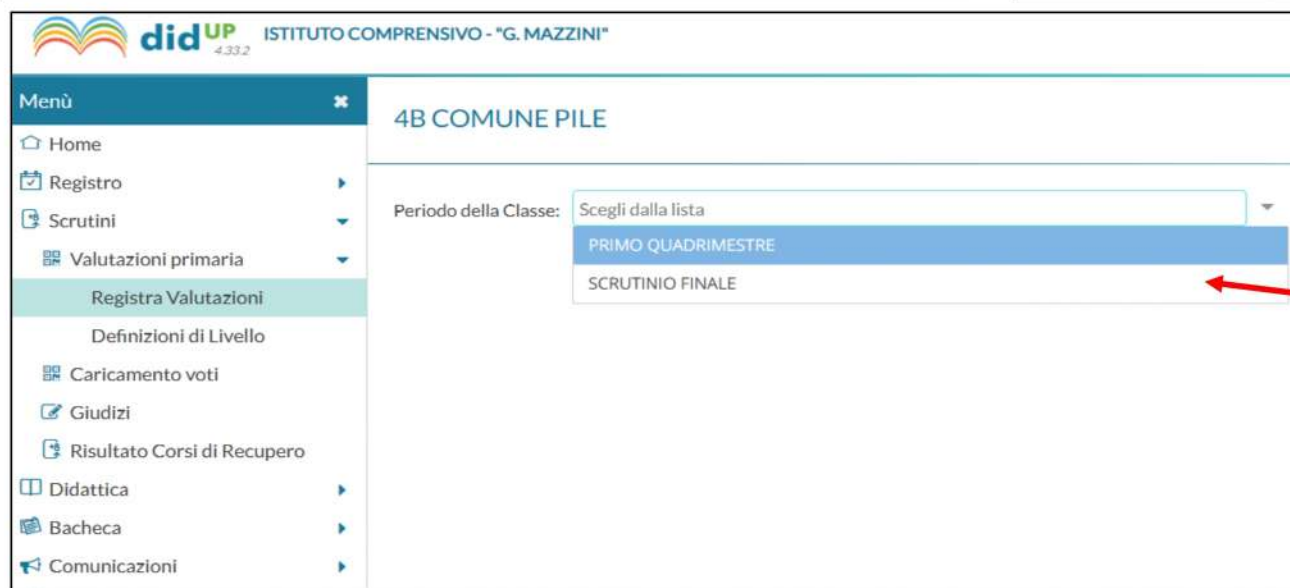 didUP 4.33.2 ISTITUTO COMPRENSIVO - "G. MAZZINI"
Menù
Home
Registro
Scrutini
Valutazioni primaria
Registra Valutazioni
Definizioni di Livello
Caricamento voti
Giudizi
Risultato Corsi di Recupero
Didattica
Bacheca
Comunicazioni
4B COMUNE PILE
Periodo della Classe: Scegli dalla lista
PRIMO QUADRIMESTRE
SCRUTINIO FINALE